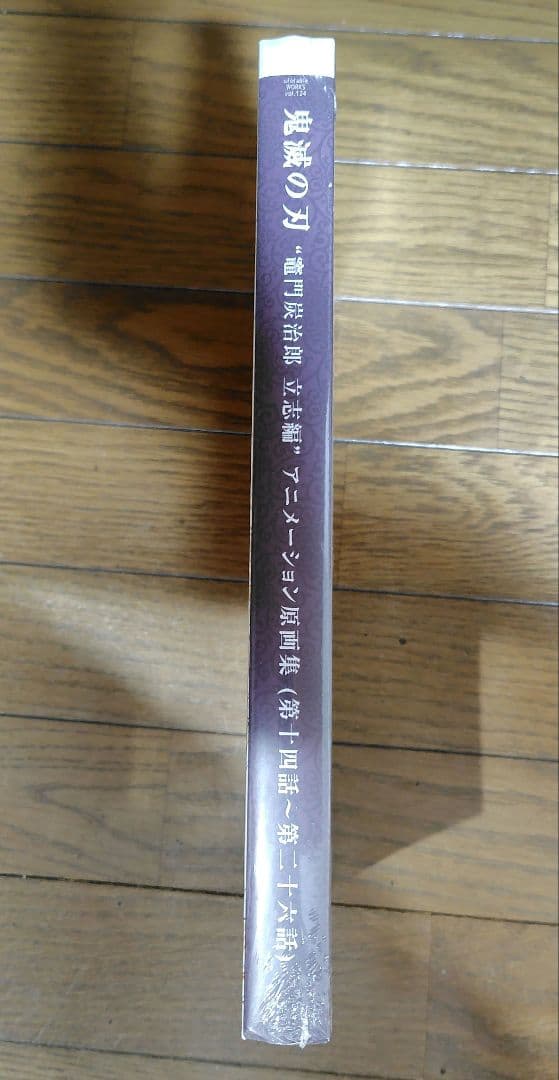 ufotable
WORKS
vol.124
鬼滅の刃 “竈門炭治郎 立志編” アニメーション原画集（第十四話～第二十六話）